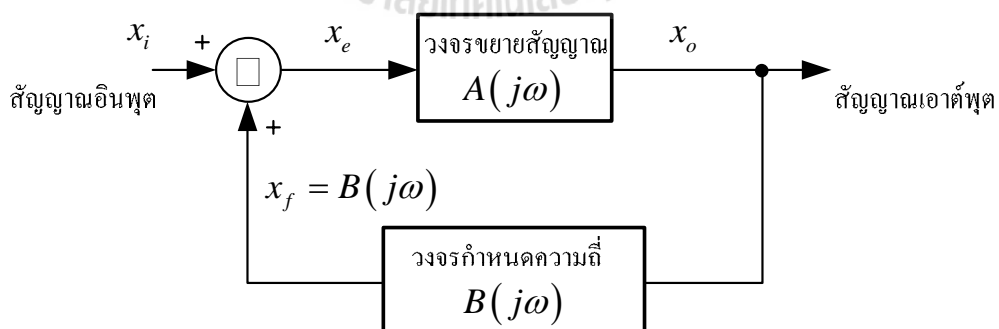 x_i
+
x_e
วงจรขยายสัญญาณ
A(jω)
x_o
สัญญาณอินพุต
สัญญาณเอาต์พุต
+
x_f = B(jω)
วงจรกำหนดความถี่
B(jω)